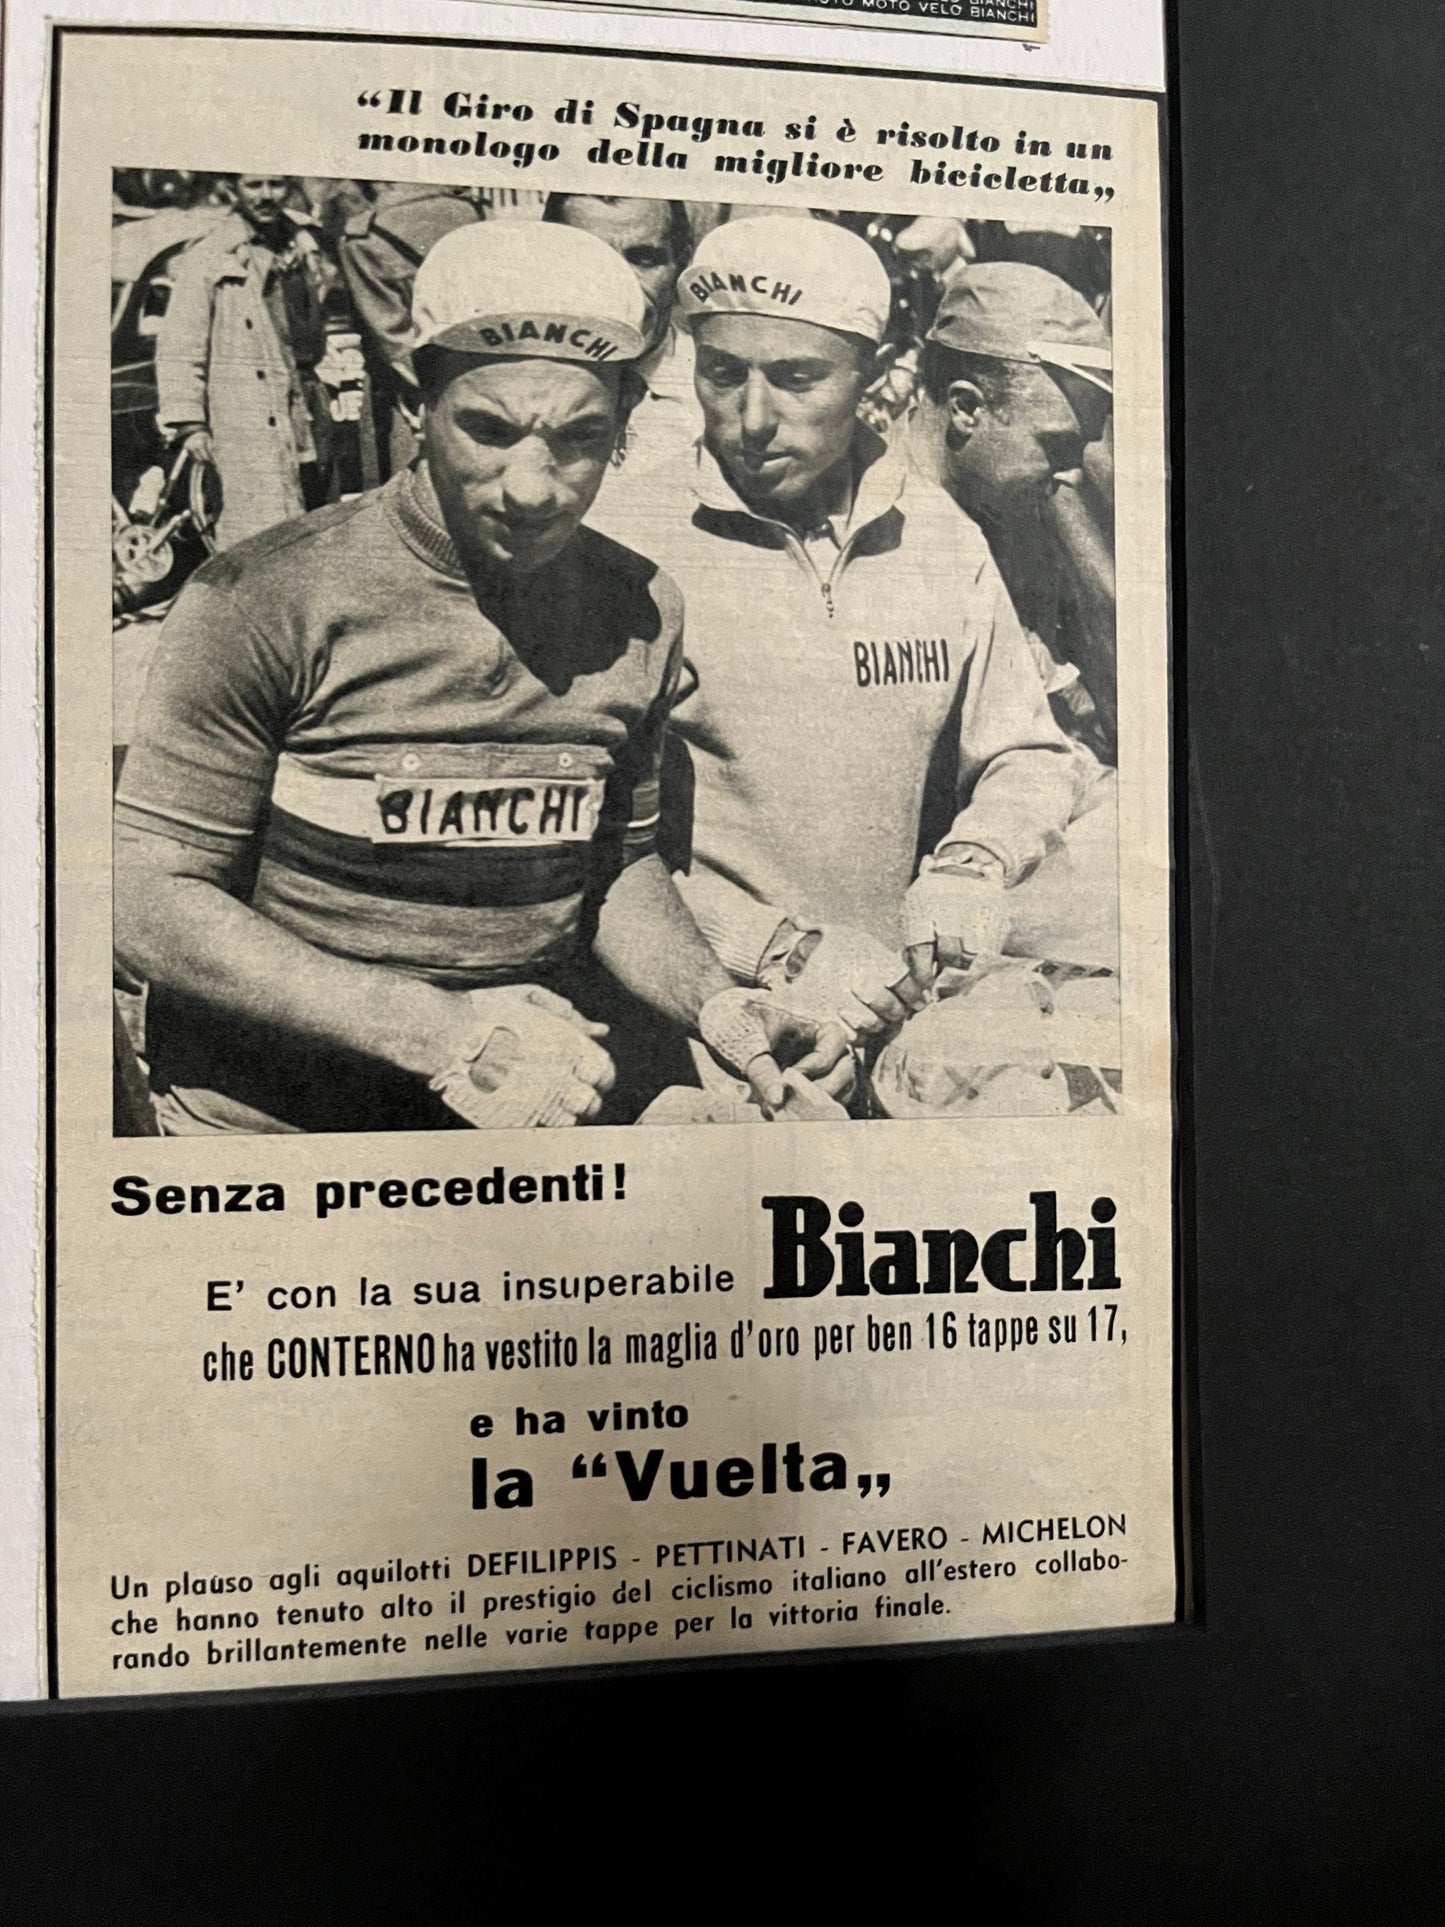 MOTO VELO BIANCHI
"Il Giro di Spagna si è risolto in un
monologo della migliore bicicletta„
BIANCHI
BIANCHI
BIANCHI
BIANCHI
Senza precedenti!
E' con la sua insuperabile Bianchi
che CONTERNO ha vestito la maglia d'oro per ben 16 tappe su 17,
e ha vinto
la "Vuelta„
Un plauso agli aquilotti DEFILIPPIS - PETTINATI - FAVERO - MICHELON
che hanno tenuto alto il prestigio del ciclismo italiano all'estero collabo-
rando brillantemente nelle varie tappe per la vittoria finale.